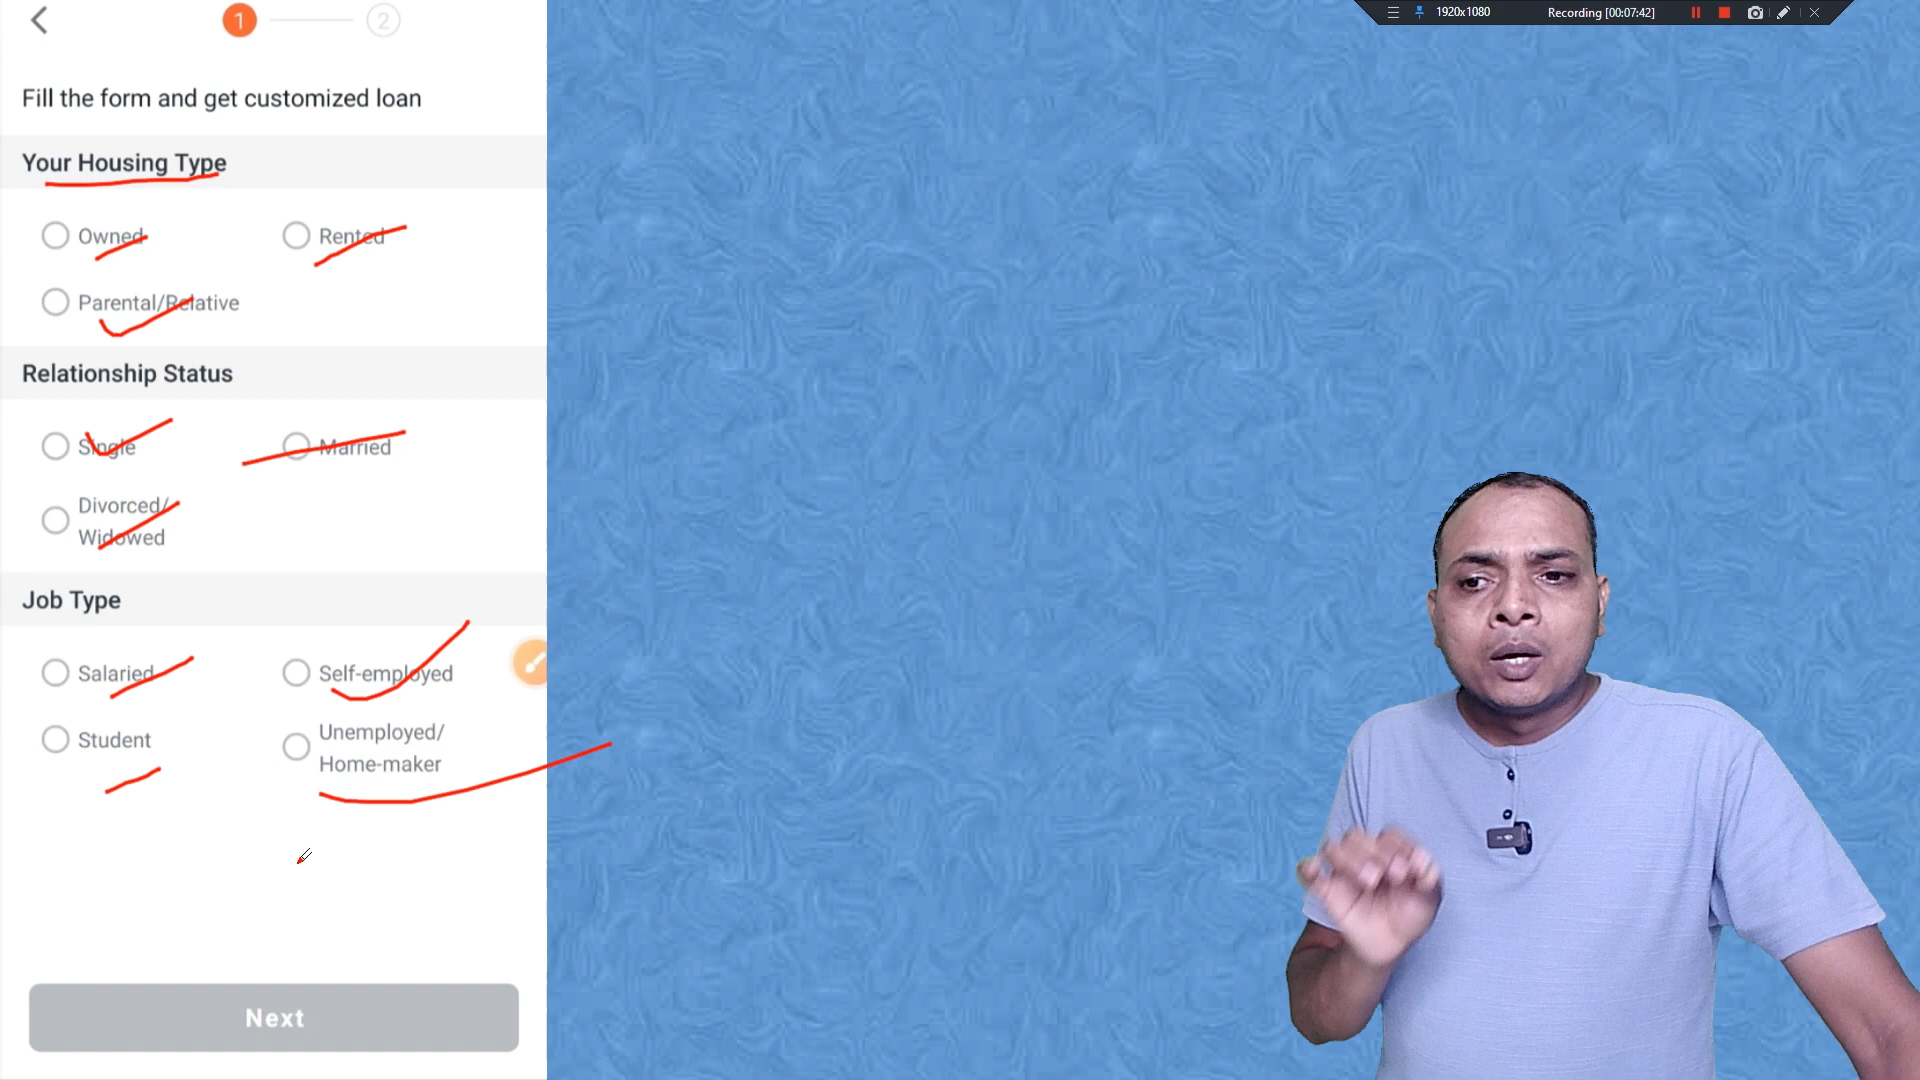 1 2
1920x1080 Recording [00:07:42]
Fill the form and get customized loan
Your Housing Type
Owned Rented
Parental/Relative
Relationship Status
Single Married
Divorced/
Widowed
Job Type
Salaried Self-employed
Student Unemployed/
Home-maker
Next